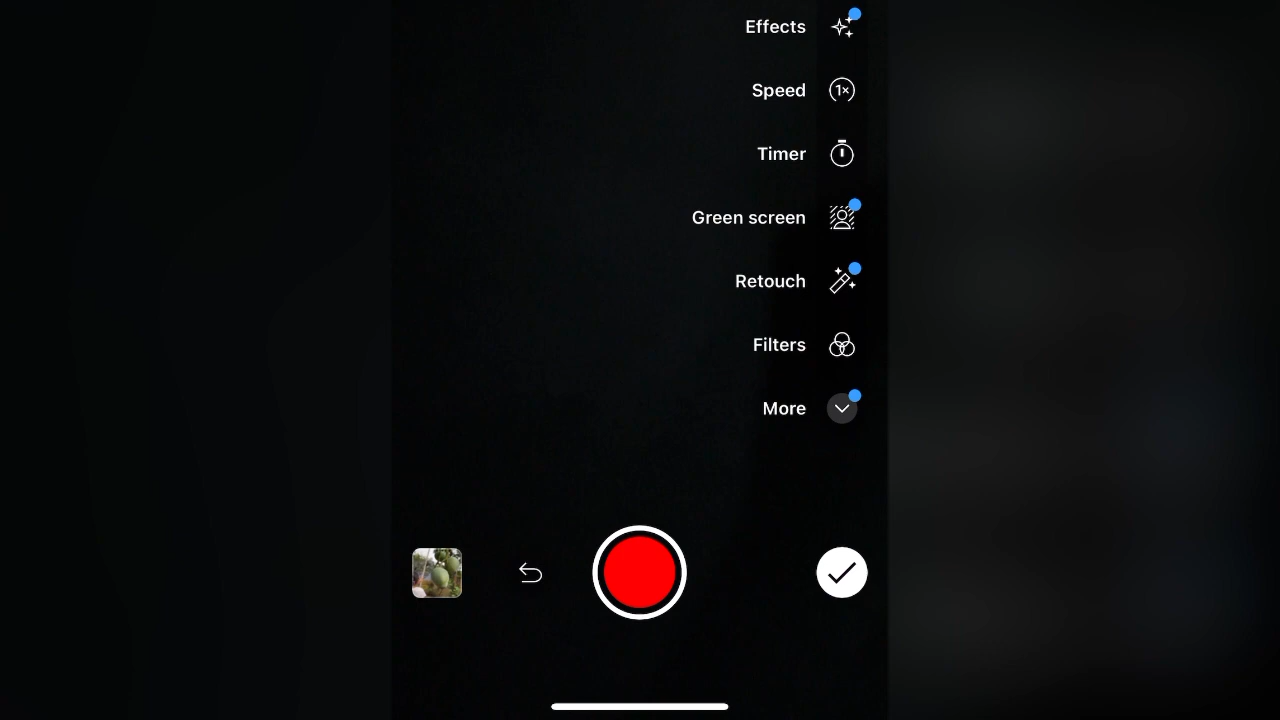 Effects
Speed
1×
Timer
Green screen
Retouch
Filters
More